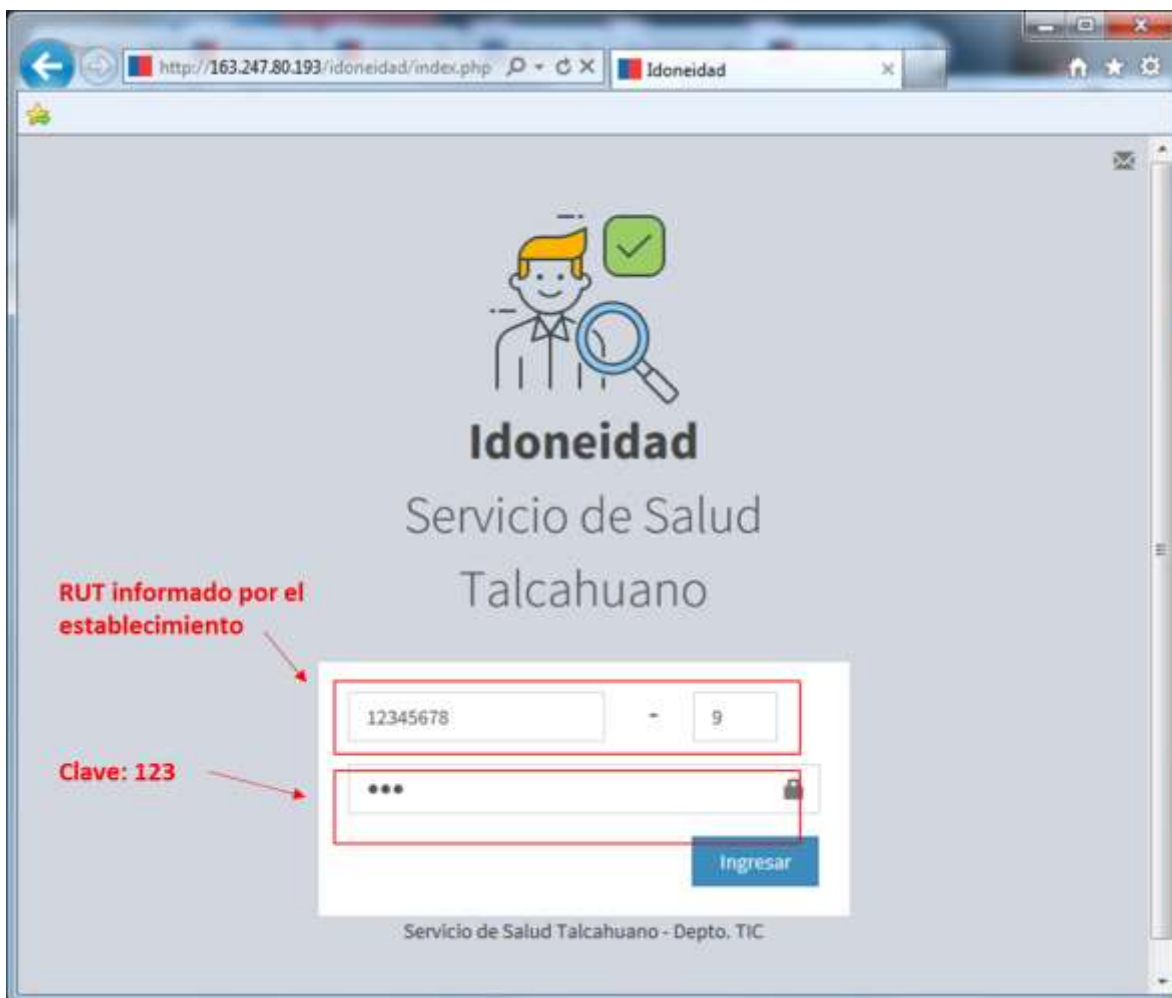 http://163.247.80.193/idoneidad/index.php
Idoneidad
Idoneidad
Servicio de Salud
Talcahuano
RUT informado por el
establecimiento
12345678 - 9
Clave: 123
•••
Ingresar
Servicio de Salud Talcahuano - Depto. TIC